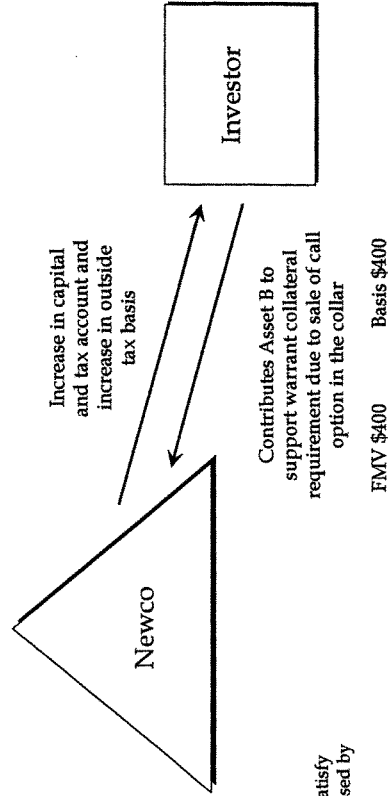 Increase in capital
and tax account and
increase in outside
tax basis
Investor
Newco
Contributes Asset B to
support warrant collateral
requirement due to sale of call
option in the collar
FMV $400 Basis $400
atisfy
sed by